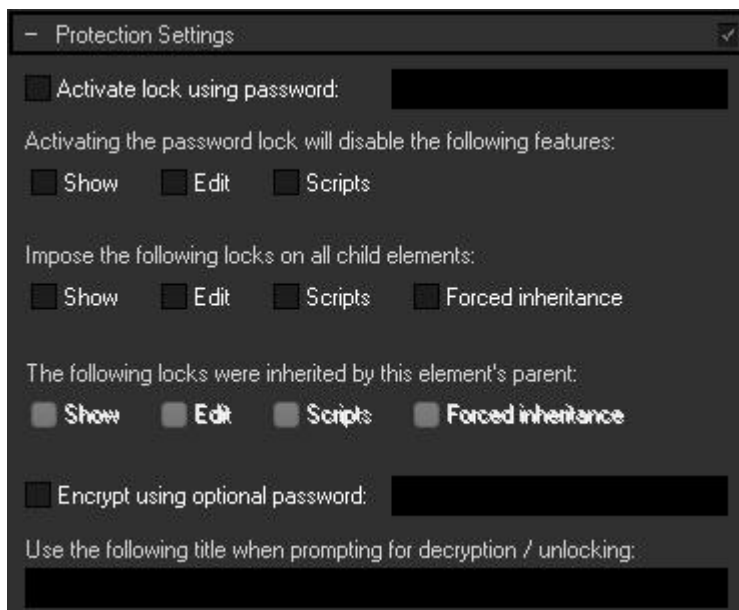 − Protection Settings
Activate lock using password:
Activating the password lock will disable the following features:
Show Edit Scripts
Impose the following locks on all child elements:
Show Edit Scripts Forced inheritance
The following locks were inherited by this element's parent:
Show Edit Scripts Forced inheritance
Encrypt using optional password:
Use the following title when prompting for decryption / unlocking: